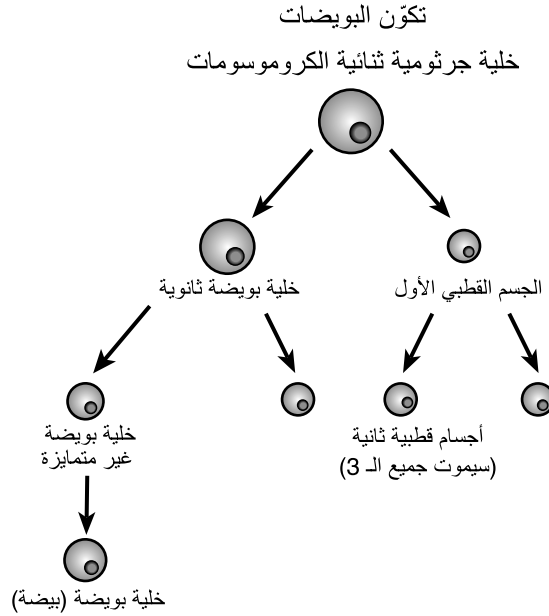 تكوّن البويضات
خلية جرثومية ثنائية الكروموسومات
خلية بويضة ثانوية
الجسم القطبي الأول
خلية بويضة
غير متمايزة
أجسام قطبية ثانية
(سيموت جميع الـ 3)
خلية بويضة (بيضة)